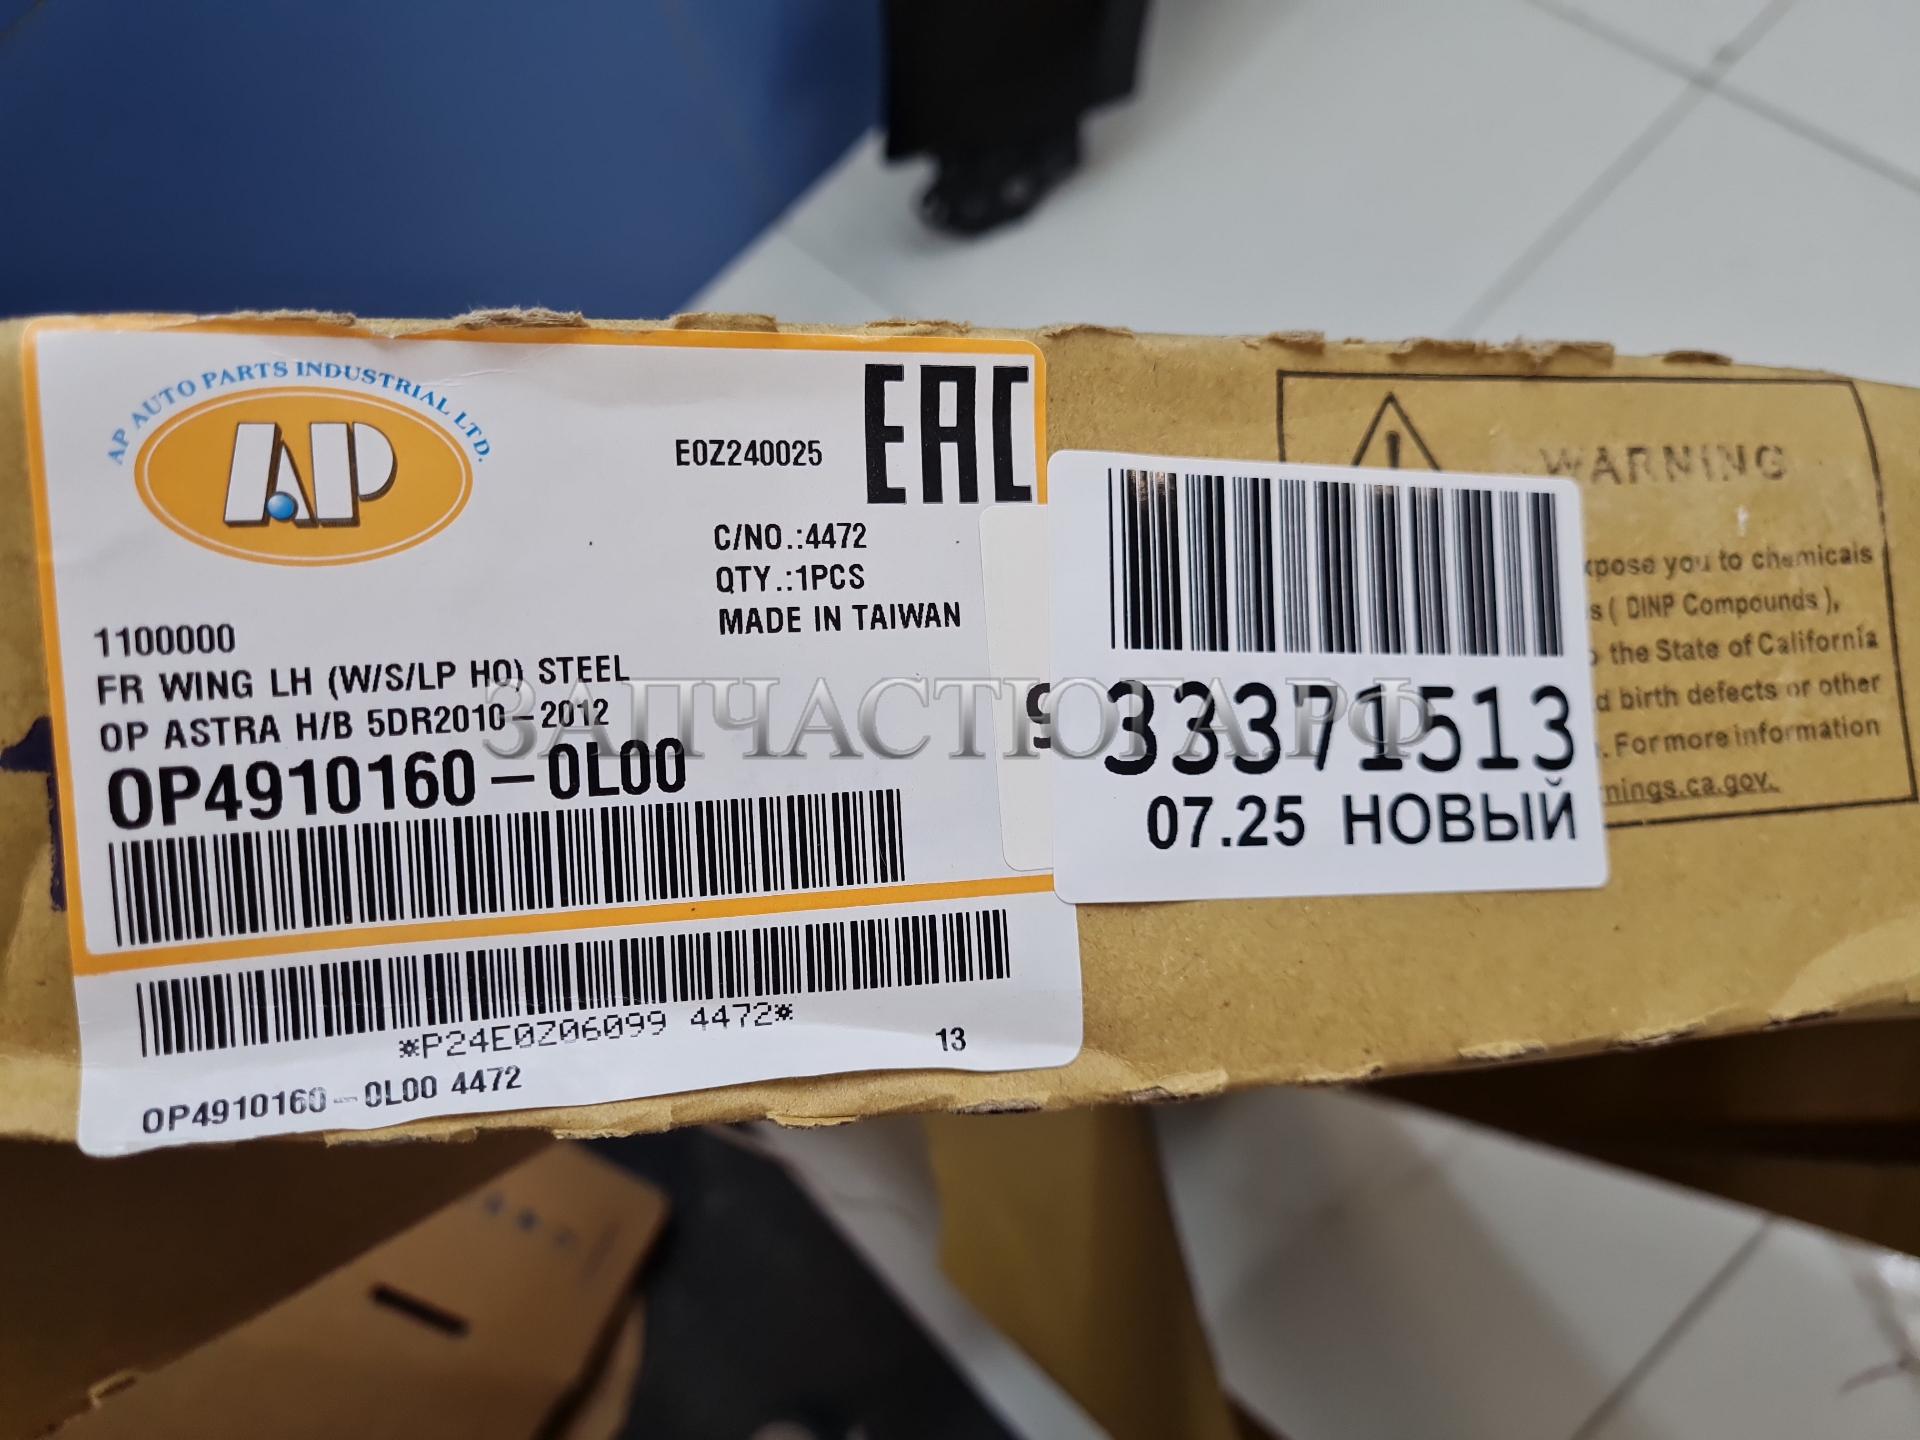 AP AUTO PARTS INDUSTRIAL LTD.
AP
E0Z240025
EAC
C/NO.:4472
QTY.:1PCS
MADE IN TAIWAN
1100000
FR WING LH (W/S/LP HO) STEEL
OP ASTRA H/B 5DR2010-2012
OP4910160-0L00
*P24E0Z06099 4472*
13
OP4910160-0L00 4472
33371513
07.25 НОВЫЙ
WARNING
xpose you to chemicals
s ( DINP Compounds ),
the State of California
d birth defects or other
. For more information
nings.ca.gov.
ЗАПЧАСТЮГА.РФ